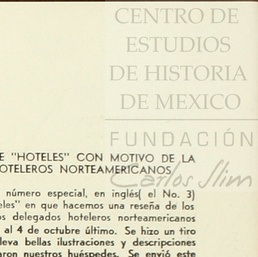 CENTRO DE
ESTUDIOS
DE HISTORIA
DE MEXICO
FUNDACIÓN
Carlos Slim
E "HOTELES" CON MOTIVO DE LA
OTELEROS NORTEAMERICANOS
número especial, en inglés( el No. 3)
eles" en que hacemos una reseña de los
os delegados hoteleros norteamericanos
al 4 de octubre último. Se hizo un tiro
leva bellas ilustraciones y descripciones
aron nuestros huéspedes. Se envió este